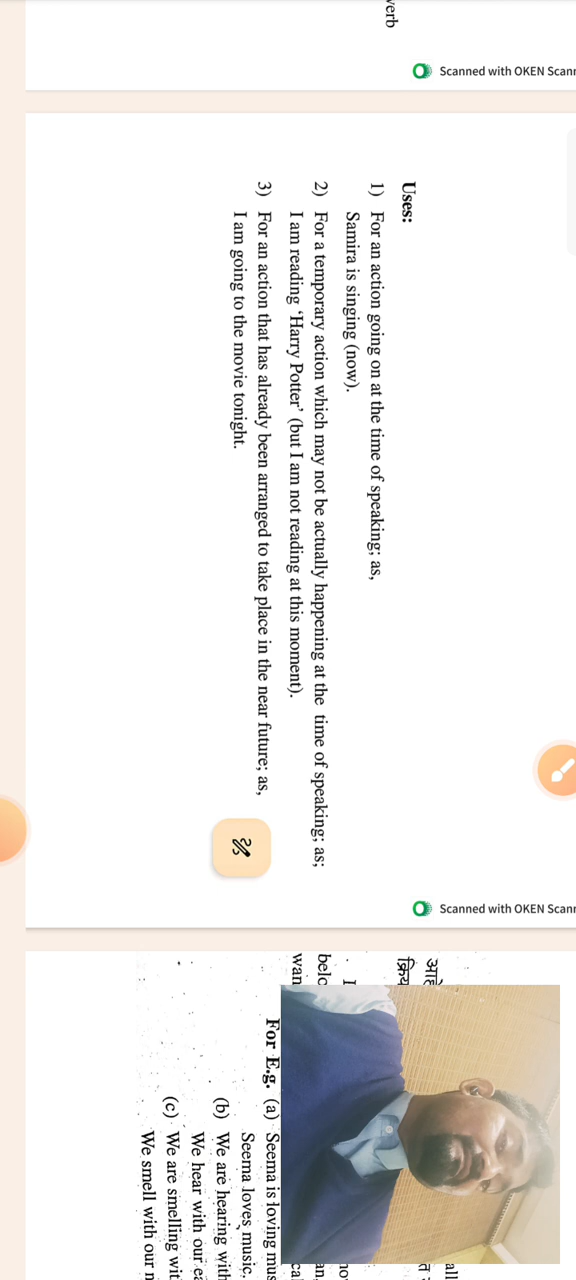 verb
Scanned with OKEN Scann
Uses:
1) For an action going on at the time of speaking; as,
Samira is singing (now).
2) For a temporary action which may not be actually happening at the time of speaking; as;
I am reading ‘Harry Potter’ (but I am not reading at this moment).
3) For an action that has already been arranged to take place in the near future; as,
I am going to the movie tonight.
Scanned with OKEN Scann
For E.g. (a) Seema is loving mus
Seema loves music.
(b) We are hearing with
We hear with our ea
(c) We are smelling wit
We smell with our n